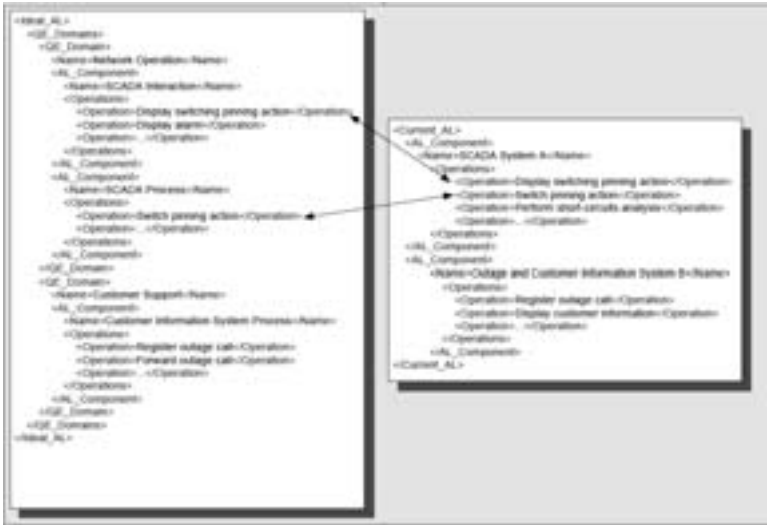 <Ideal_AL>
<QE_Domains>
<QE_Domain>
<Name>Network Operation</Name>
<AL_Component>
<Name>SCADA Interaction</Name>
<Operations>
<Operation>Display switching pinning action</Operation>
<Operation>Display alarm</Operation>
<Operation>...</Operation>
</Operations>
</AL_Component>
<AL_Component>
<Name>SCADA Process</Name>
<Operations>
<Operation>Switch pinning action</Operation>
<Operation>...</Operation>
</Operations>
</AL_Component>
</QE_Domain>
<QE_Domain>
<Name>Customer Support</Name>
<AL_Component>
<Name>Customer Information System Process</Name>
<Operations>
<Operation>Register outage call</Operation>
<Operation>Forward outage call</Operation>
<Operation>...</Operation>
</Operations>
</AL_Component>
</QE_Domain>
</QE_Domains>
</Ideal_AL>
<Current_AL>
<AL_Component>
<Name>SCADA System A</Name>
<Operations>
<Operation>Display switching pinning action</Operation>
<Operation>Switch pinning action</Operation>
<Operation>Perform short-circuits analysis</Operation>
<Operation>...</Operation>
</Operations>
</AL_Component>
<AL_Component>
<Name>Outage and Customer Information System B</Name>
<Operations>
<Operation>Register outage call</Operation>
<Operation>Display customer information</Operation>
<Operation>...</Operation>
</Operations>
</AL_Component>
</Current_AL>